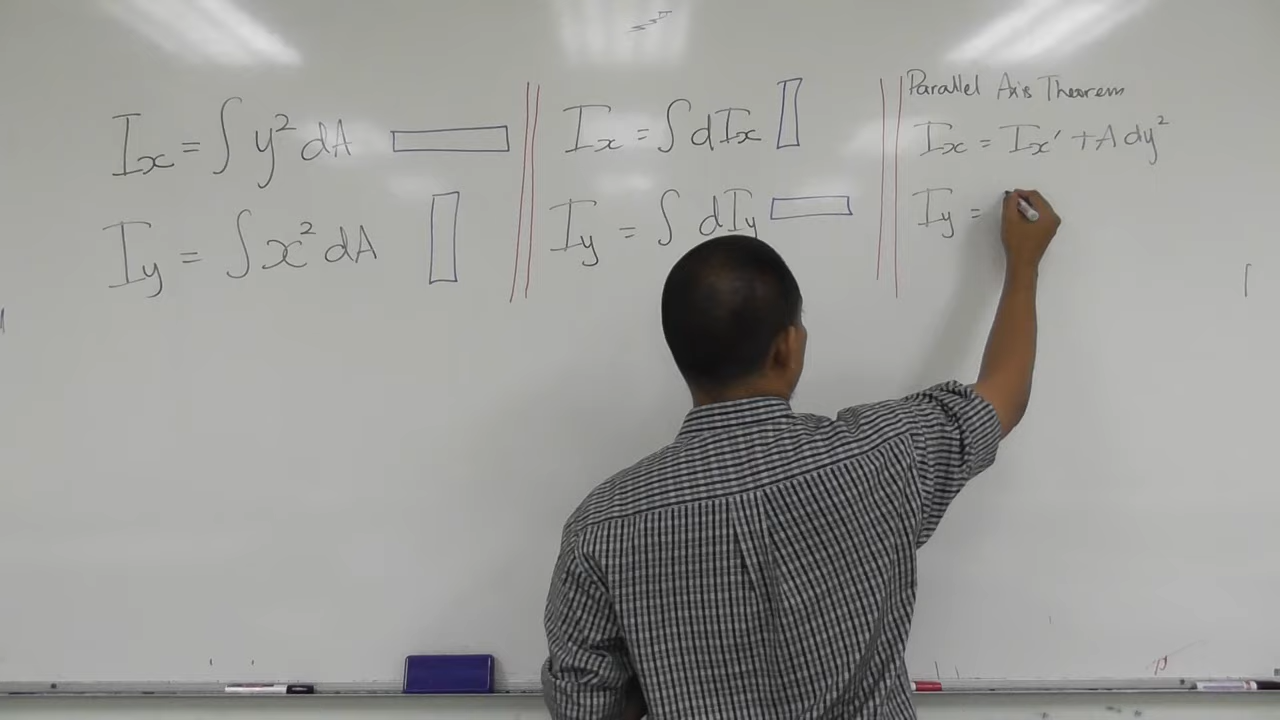 Ix = ∫ y² dA
Iy = ∫ x² dA
Ix = ∫ dIx
Iy = ∫ dIy
Parallel Axis Theorem
Ix = Ix' + A dy²
Iy =